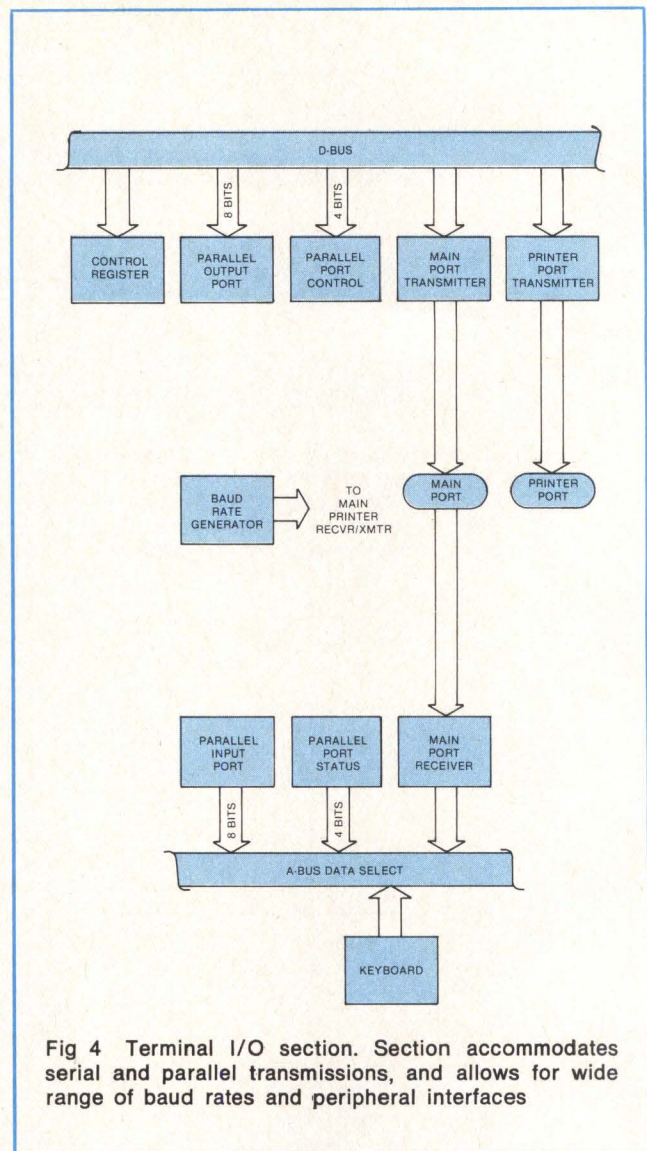 D-BUS
8 BITS
4 BITS
CONTROL
REGISTER
PARALLEL
OUTPUT
PORT
PARALLEL
PORT
CONTROL
MAIN
PORT
TRANSMITTER
PRINTER
PORT
TRANSMITTER
BAUD
RATE
GENERATOR
TO
MAIN
PRINTER
RECVR/XMTR
MAIN
PORT
PRINTER
PORT
PARALLEL
INPUT
PORT
PARALLEL
PORT
STATUS
MAIN
PORT
RECEIVER
8 BITS
4 BITS
A-BUS DATA SELECT
KEYBOARD
Fig 4 Terminal I/O section. Section accommodates
serial and parallel transmissions, and allows for wide
range of baud rates and peripheral interfaces